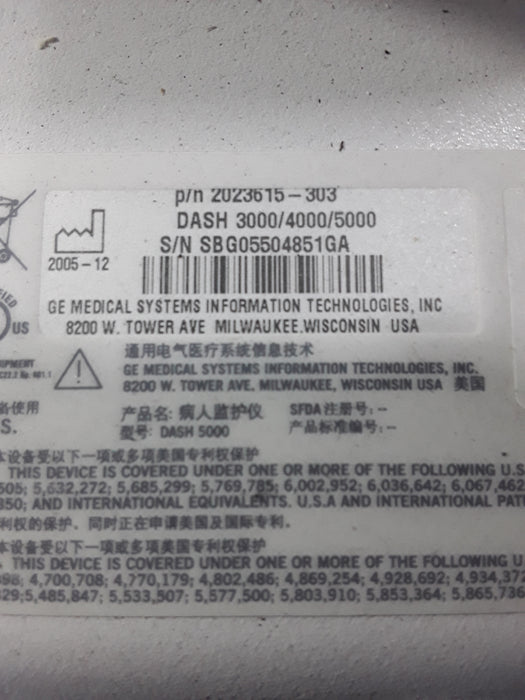 p/n 2023615-303
DASH 3000/4000/5000
S/N SBG05504851GA
2005-12
GE MEDICAL SYSTEMS INFORMATION TECHNOLOGIES, INC
8200 W. TOWER AVE MILWAUKEE.WISCONSIN USA
US
通用电气医疗系统信息技术
GE MEDICAL SYSTEMS INFORMATION TECHNOLOGIES, INC.
8200 W. TOWER AVE. MILWAUKEE, WISCONSIN USA 美国
产品名: 病人监护仪 SFDA 注册号: -
型号: DASH 5000 产品标准编号: -
S.
本设备受以下一项或多项美国专利权保护
THIS DEVICE IS COVERED UNDER ONE OR MORE OF THE FOLLOWING U.S
505; 5,632,272; 5,685,299; 5,769,785; 6,002,952; 6,036,642; 6,067,462
350; AND INTERNATIONAL EQUIVALENTS. U.S.A AND INTERNATIONAL PAT
利权的保护。同时正在申请美国及国际专利。
本设备受以下一项或多项美国专利权保护
THIS DEVICE IS COVERED UNDER ONE OR MORE OF THE FOLLOWING U
4,700,708; 4,770,179; 4,802,486; 4,869,254; 4,928,692; 4,934,372
5,485,847; 5,533,507; 5,577,500; 5,803,910; 5,853,364; 5,865,736